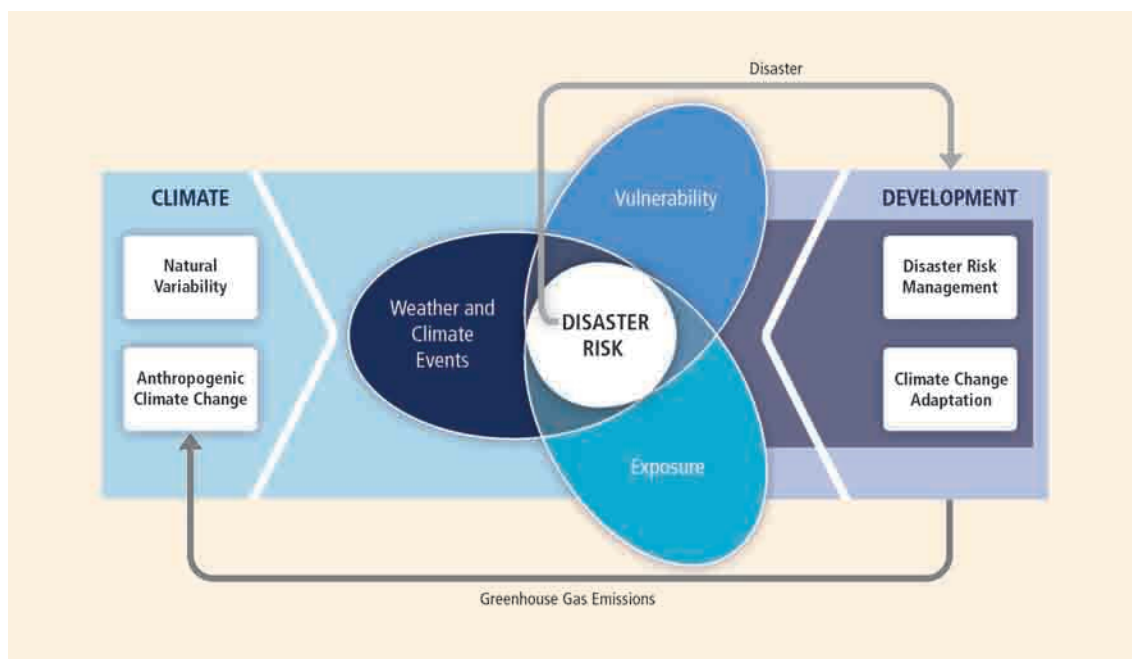 Disaster
CLIMATE
Natural
Variability
Anthropogenic
Climate Change
Weather and
Climate
Events
Vulnerability
DISASTER
RISK
Exposure
DEVELOPMENT
Disaster Risk
Management
Climate Change
Adaptation
Greenhouse Gas Emissions